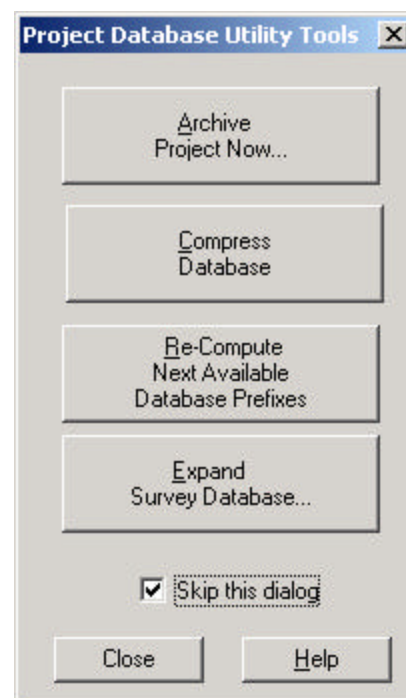 Project Database Utility Tools
Archive
Project Now...
Compress
Database
Re-Compute
Next Available
Database Prefixes
Expand
Survey Database...
Skip this dialog
Close Help